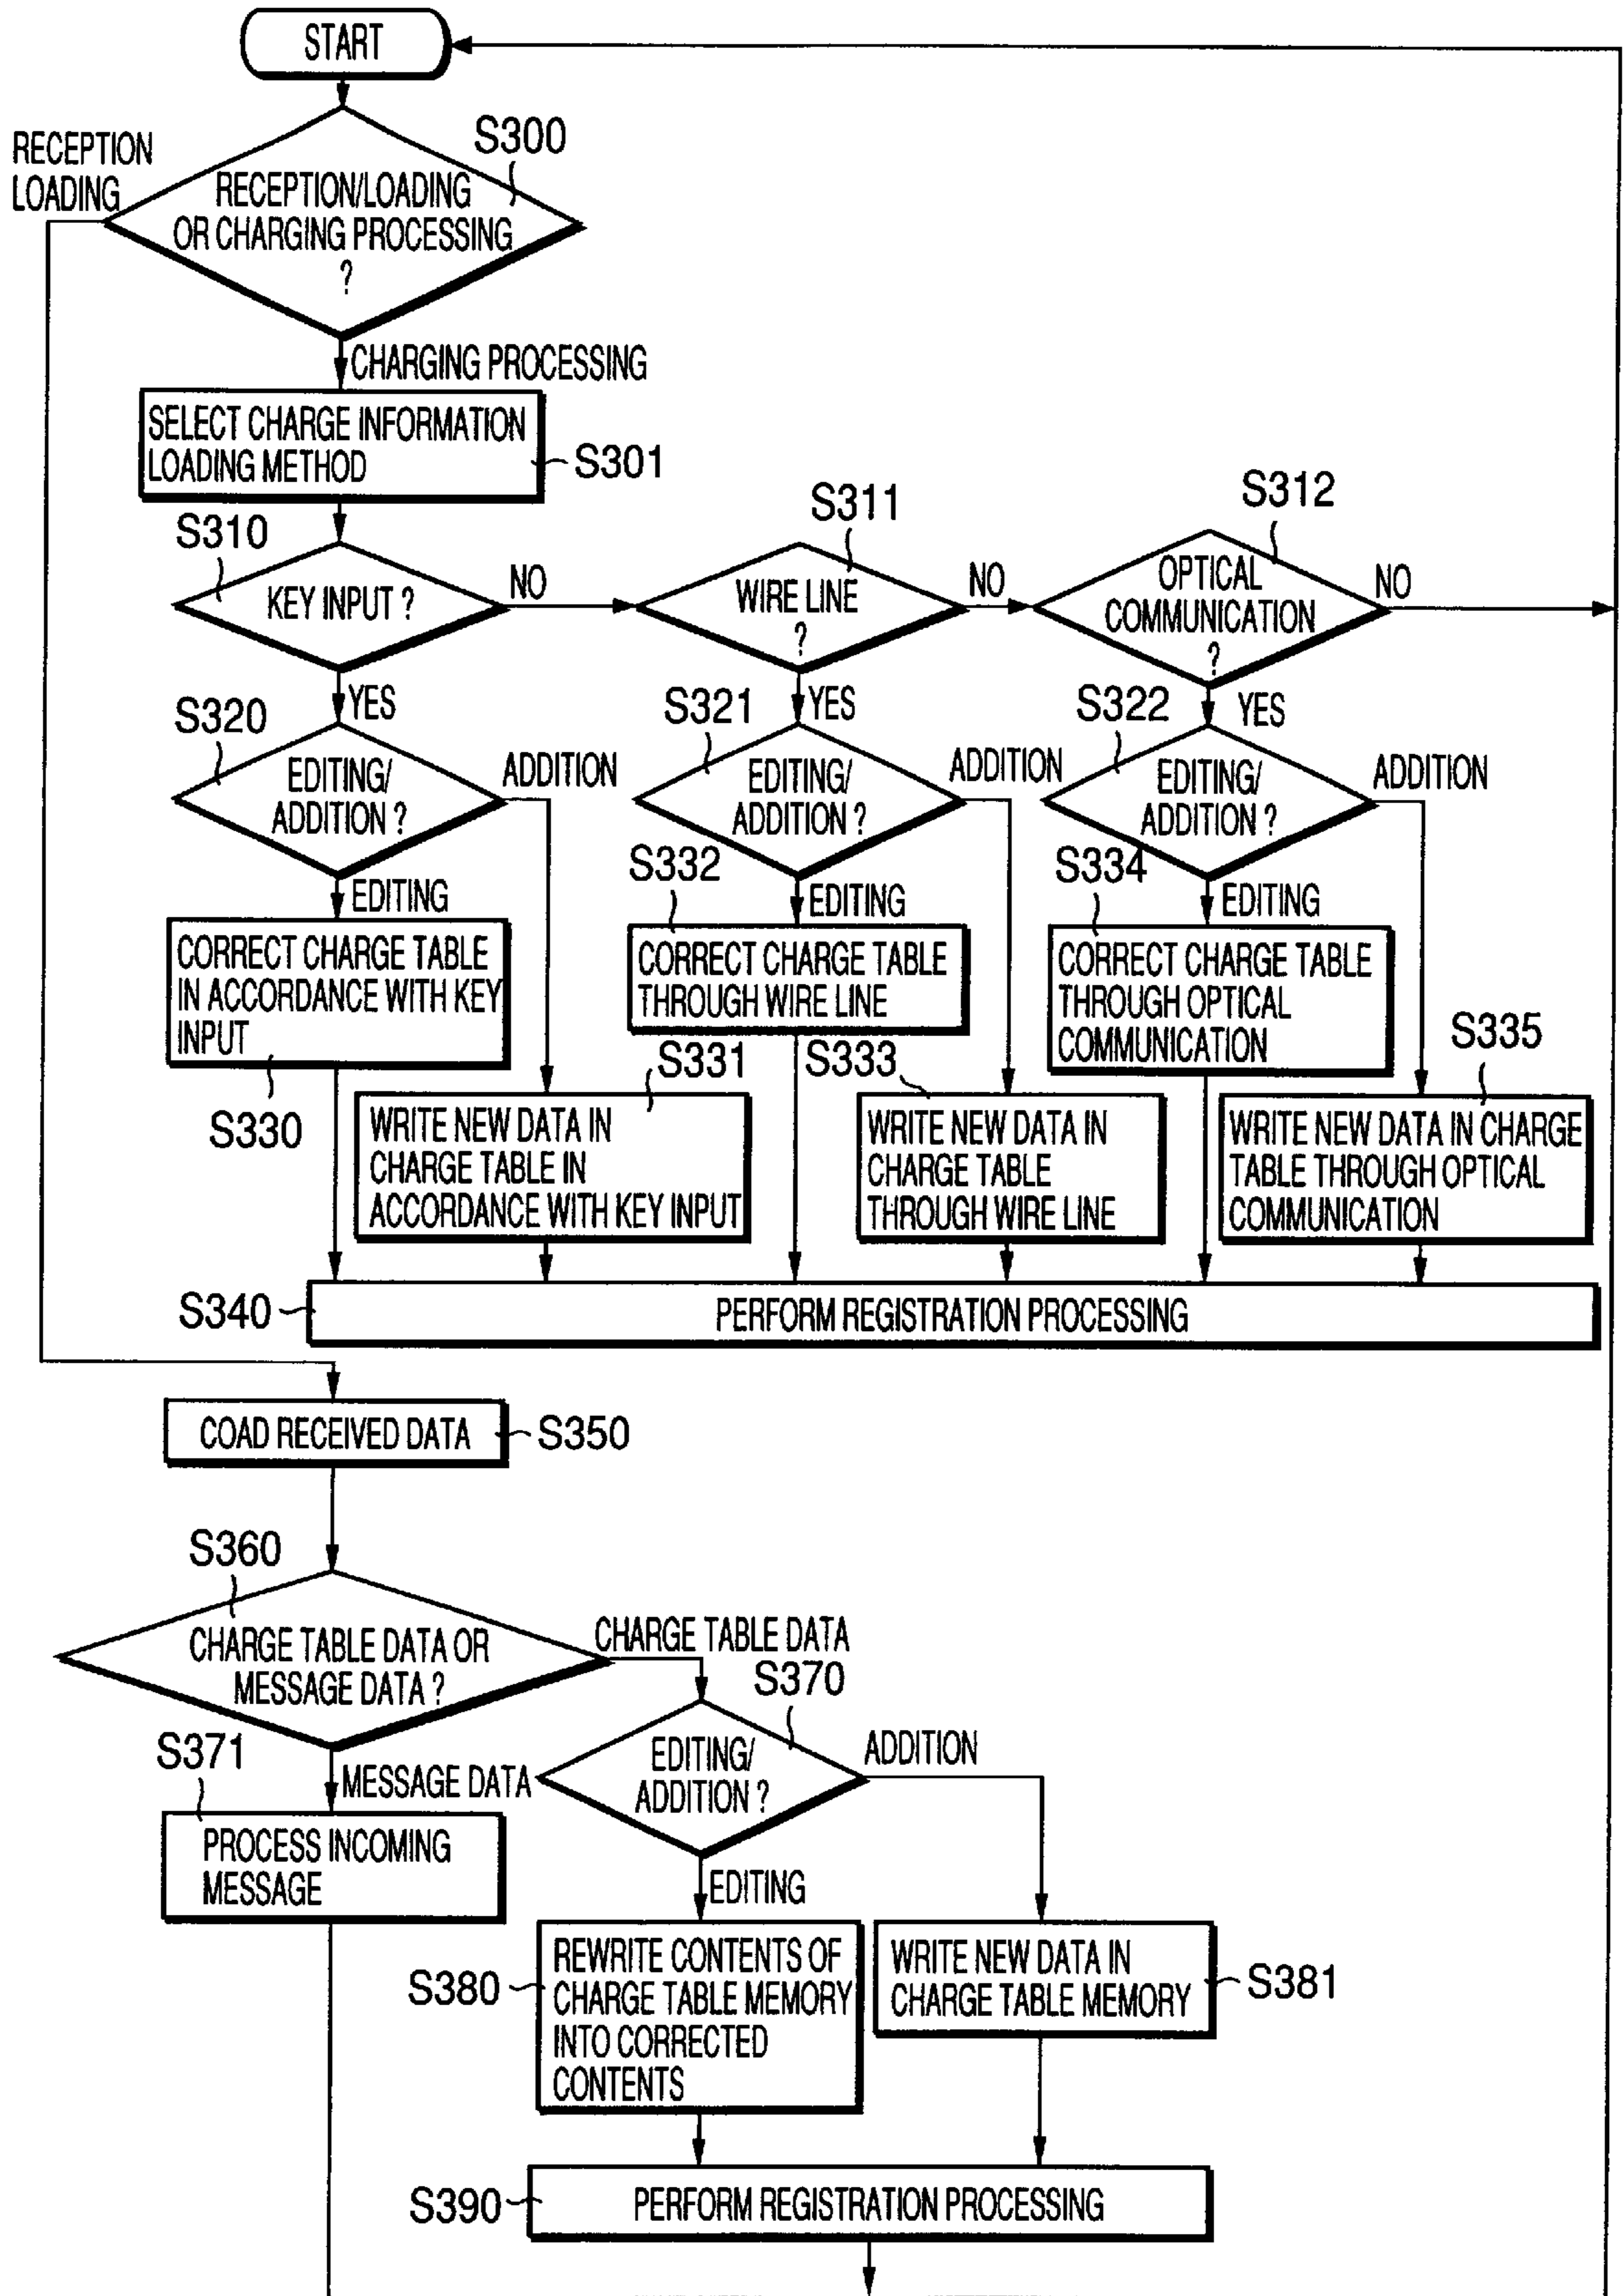 START
S300
RECEPTION
LOADING
RECEPTION/LOADING
OR CHARGING PROCESSING
?
CHARGING PROCESSING
SELECT CHARGE INFORMATION
LOADING METHOD
S301
S310
KEY INPUT ?
NO
S311
WIRE LINE
?
NO
S312
OPTICAL
COMMUNICATION
?
NO
YES
YES
YES
S320
EDITING/
ADDITION ?
ADDITION
S321
EDITING/
ADDITION ?
ADDITION
S322
EDITING/
ADDITION ?
ADDITION
EDITING
S332
EDITING
S334
EDITING
CORRECT CHARGE TABLE
IN ACCORDANCE WITH KEY
INPUT
S330
CORRECT CHARGE TABLE
THROUGH WIRE LINE
CORRECT CHARGE TABLE
THROUGH OPTICAL
COMMUNICATION
S331
WRITE NEW DATA IN
CHARGE TABLE IN
ACCORDANCE WITH KEY INPUT
S333
WRITE NEW DATA IN
CHARGE TABLE
THROUGH WIRE LINE
S335
WRITE NEW DATA IN CHARGE
TABLE THROUGH OPTICAL
COMMUNICATION
S340
PERFORM REGISTRATION PROCESSING
COAD RECEIVED DATA
S350
S360
CHARGE TABLE DATA OR
MESSAGE DATA ?
CHARGE TABLE DATA
S370
EDITING/
ADDITION ?
ADDITION
S371
MESSAGE DATA
PROCESS INCOMING
MESSAGE
EDITING
S380
REWRITE CONTENTS OF
CHARGE TABLE MEMORY
INTO CORRECTED
CONTENTS
WRITE NEW DATA IN
CHARGE TABLE MEMORY
S381
S390
PERFORM REGISTRATION PROCESSING